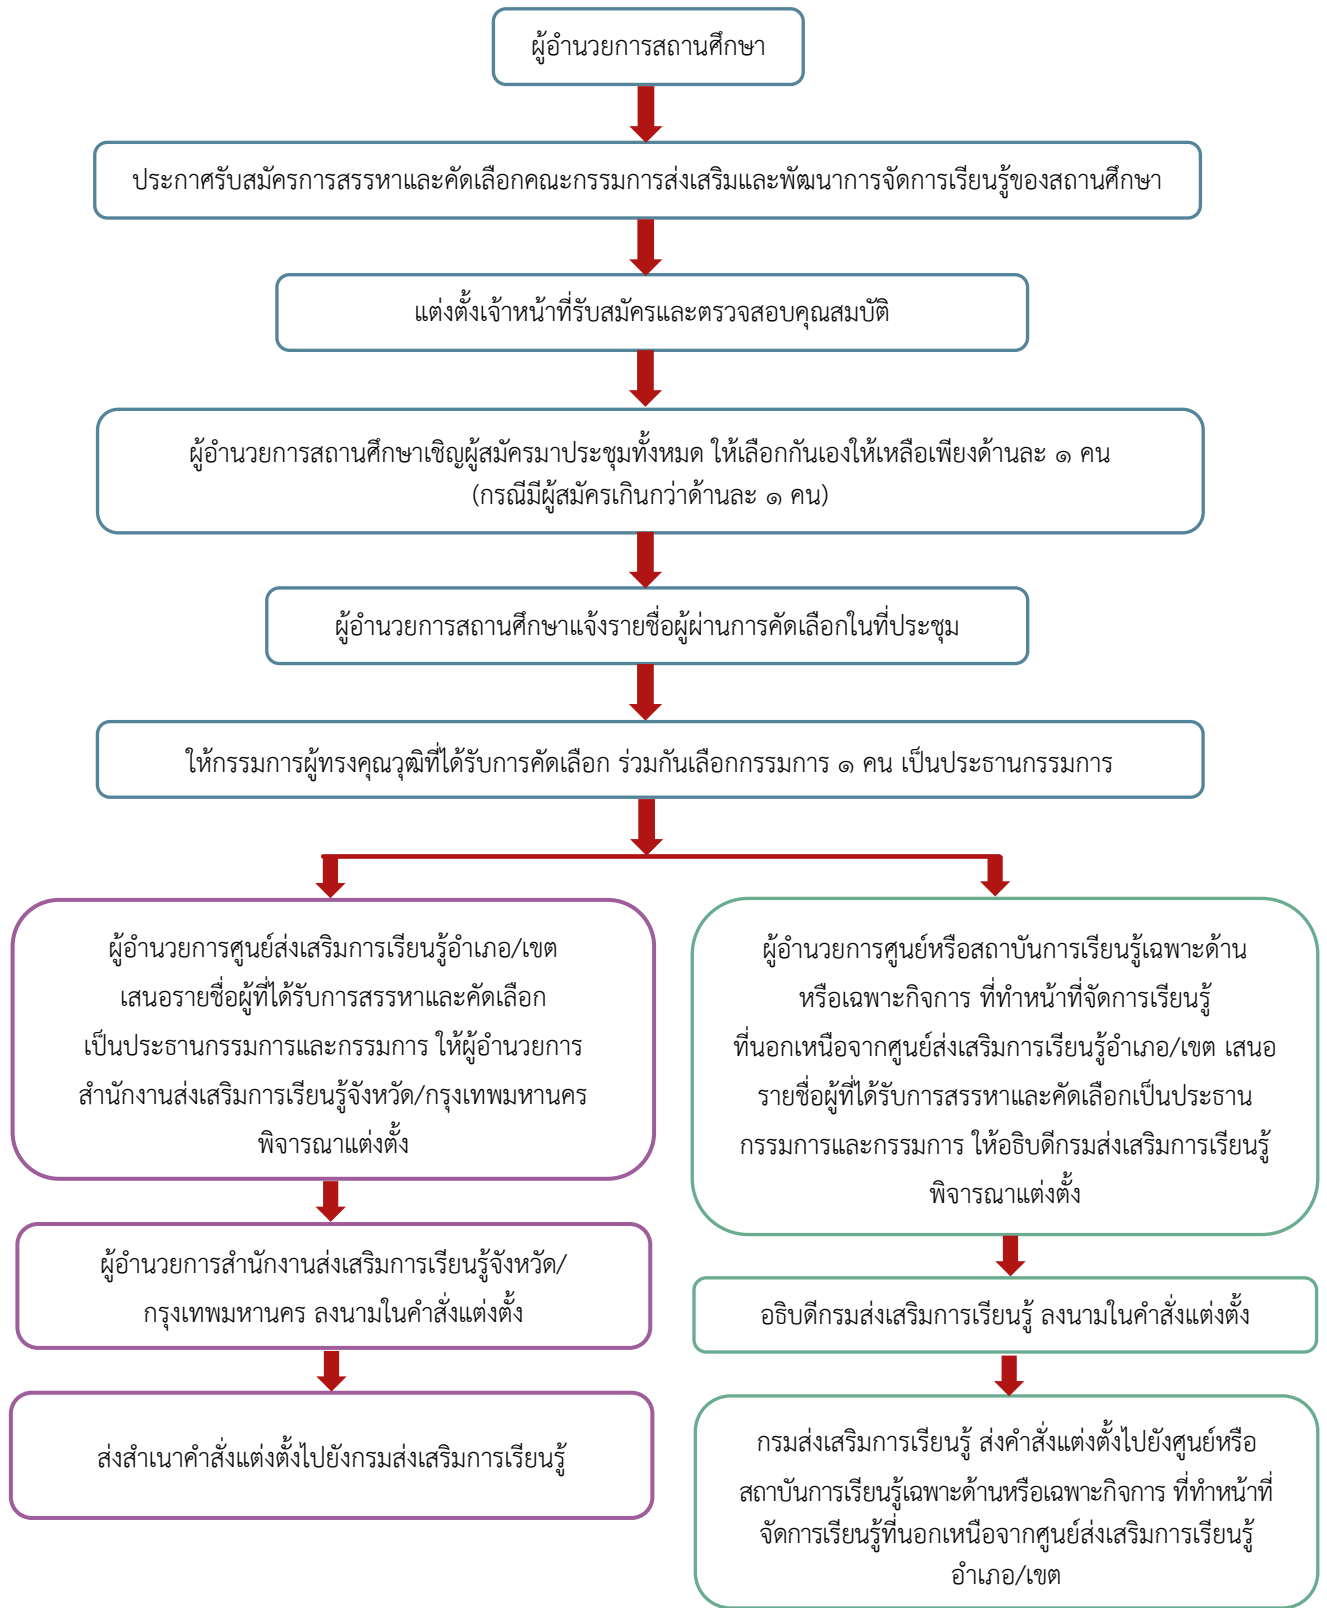 ผู้อำนวยการสถานศึกษา
ประกาศรับสมัครการสรรหาและคัดเลือกคณะกรรมการส่งเสริมและพัฒนาการจัดการเรียนรู้ของสถานศึกษา
แต่งตั้งเจ้าหน้าที่รับสมัครและตรวจสอบคุณสมบัติ
ผู้อำนวยการสถานศึกษาเชิญผู้สมัครมาประชุมทั้งหมด ให้เลือกกันเองให้เหลือเพียงด้านละ ๑ คน
(กรณีมีผู้สมัครเกินกว่าด้านละ ๑ คน)
ผู้อำนวยการสถานศึกษาแจ้งรายชื่อผู้ผ่านการคัดเลือกในที่ประชุม
ให้กรรมการผู้ทรงคุณวุฒิที่ได้รับการคัดเลือก ร่วมกันเลือกกรรมการ ๑ คน เป็นประธานกรรมการ
ผู้อำนวยการศูนย์ส่งเสริมการเรียนรู้อำเภอ/เขต
เสนอรายชื่อผู้ที่ได้รับการสรรหาและคัดเลือก
เป็นประธานกรรมการและกรรมการ ให้ผู้อำนวยการ
สำนักงานส่งเสริมการเรียนรู้จังหวัด/กรุงเทพมหานคร
พิจารณาแต่งตั้ง
ผู้อำนวยการสำนักงานส่งเสริมการเรียนรู้จังหวัด/
กรุงเทพมหานคร ลงนามในคำสั่งแต่งตั้ง
ส่งสำเนาคำสั่งแต่งตั้งไปยังกรมส่งเสริมการเรียนรู้
ผู้อำนวยการศูนย์หรือสถาบันการเรียนรู้เฉพาะด้าน
หรือเฉพาะกิจการ ที่ทำหน้าที่จัดการเรียนรู้
ที่นอกเหนือจากศูนย์ส่งเสริมการเรียนรู้อำเภอ/เขต เสนอ
รายชื่อผู้ที่ได้รับการสรรหาและคัดเลือกเป็นประธาน
กรรมการและกรรมการ ให้อธิบดีกรมส่งเสริมการเรียนรู้
พิจารณาแต่งตั้ง
อธิบดีกรมส่งเสริมการเรียนรู้ ลงนามในคำสั่งแต่งตั้ง
กรมส่งเสริมการเรียนรู้ ส่งคำสั่งแต่งตั้งไปยังศูนย์หรือ
สถาบันการเรียนรู้เฉพาะด้านหรือเฉพาะกิจการ ที่ทำหน้าที่
จัดการเรียนรู้ที่นอกเหนือจากศูนย์ส่งเสริมการเรียนรู้
อำเภอ/เขต